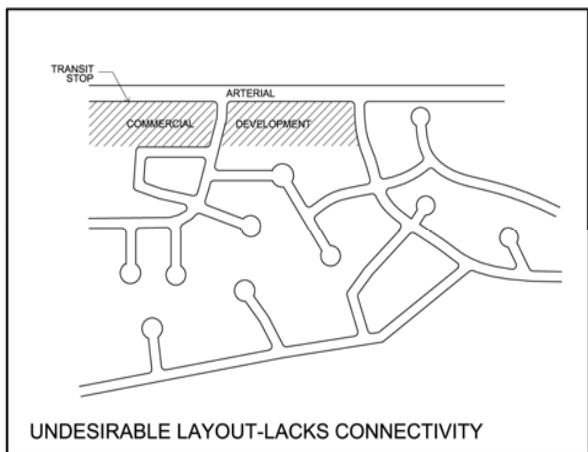 TRANSIT
STOP
ARTERIAL
COMMERCIAL
DEVELOPMENT
UNDESIRABLE LAYOUT-LACKS CONNECTIVITY